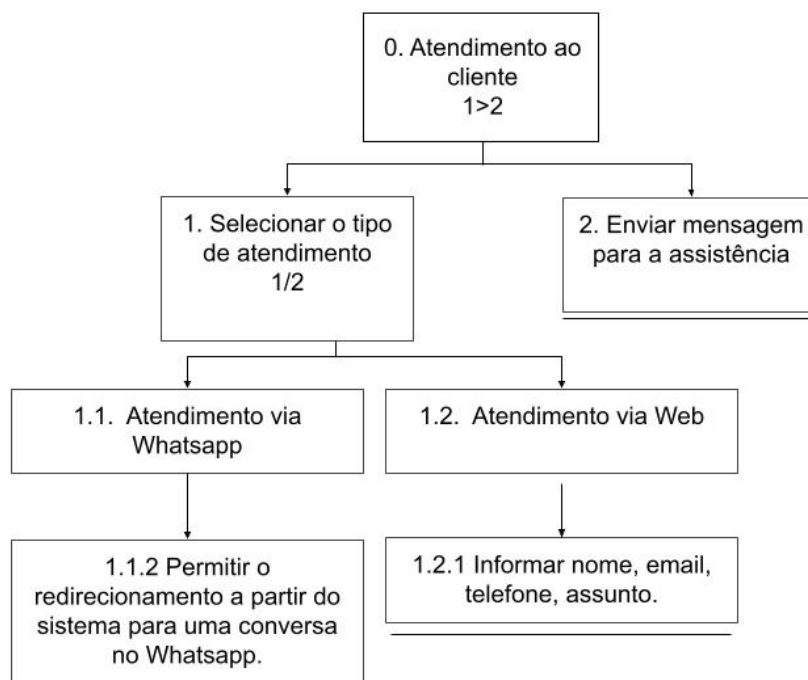 0. Atendimento ao
cliente
1>2
1. Selecionar o tipo
de atendimento
1/2
2. Enviar mensagem
para a assistência
1.1. Atendimento via
Whatsapp
1.2. Atendimento via Web
1.1.2 Permitir o
redirecionamento a partir do
sistema para uma conversa
no Whatsapp.
1.2.1 Informar nome, email,
telefone, assunto.